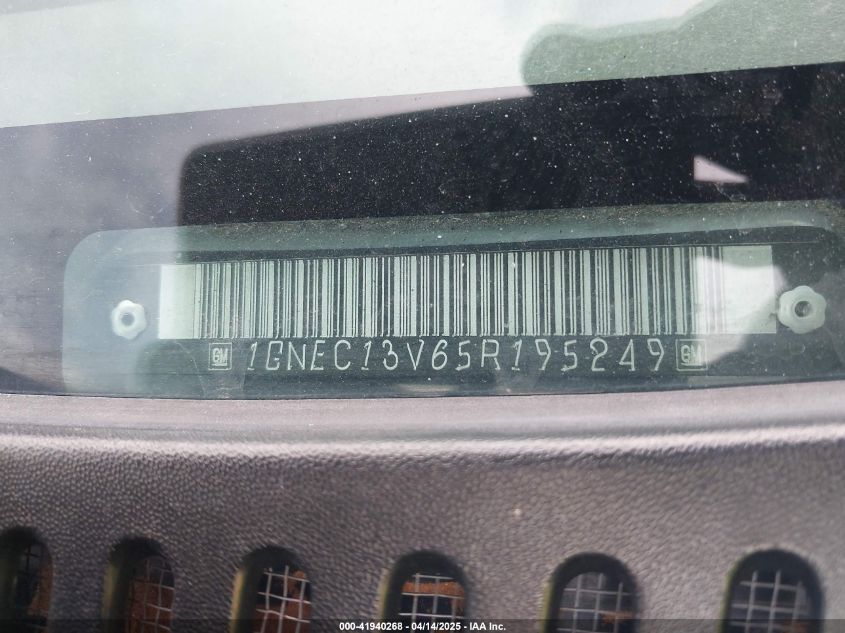 GM 1GNEC13V65R195249 GM
000-41940268 - 04/14/2025 - IAA Inc.